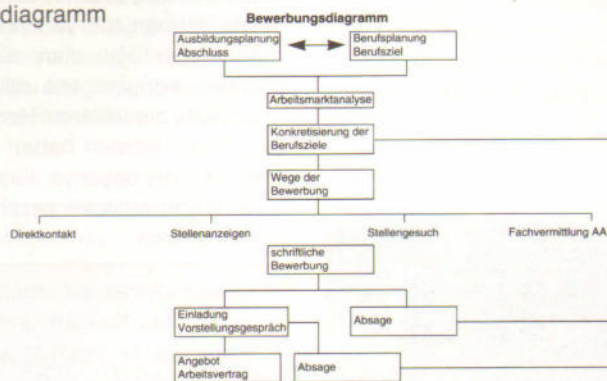 diagramm
Bewerbungsdiagramm
Ausbildungsplanung
Abschluss
Berufsplanung
Berufsziel
Arbeitsmarktanalyse
Konkretisierung der
Berufsziele
Wege der
Bewerbung
Direktkontakt Stellenanzeigen Stellengesuch Fachvermittlung AA
schriftliche
Bewerbung
Einladung
Vorstellungsgespräch
Absage
Angebot
Arbeitsvertrag
Absage